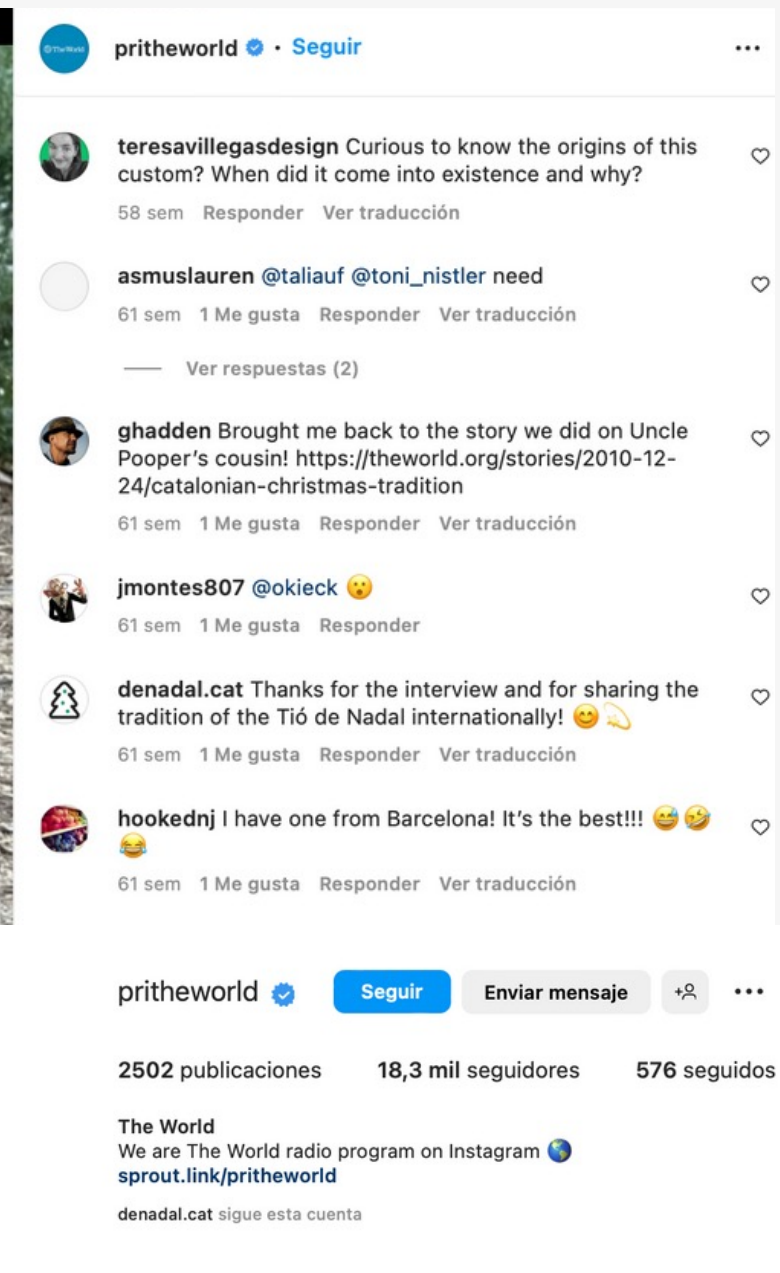 The World
pritheworld • Seguir
teresavillegasdesign Curious to know the origins of this
custom? When did it come into existence and why?
58 sem Responder Ver traducción
asmuslauren @taliauf @toni_nistler need
61 sem 1 Me gusta Responder Ver traducción
Ver respuestas (2)
ghadden Brought me back to the story we did on Uncle
Pooper's cousin! https://theworld.org/stories/2010-12-
24/catalonian-christmas-tradition
61 sem 1 Me gusta Responder Ver traducción
jmontes807 @okieck 😮
61 sem 1 Me gusta Responder
denadal.cat Thanks for the interview and for sharing the
tradition of the Tió de Nadal internationally! 😊💫
61 sem 1 Me gusta Responder Ver traducción
hookednj I have one from Barcelona! It's the best!!! 😅🤣
😂
61 sem 1 Me gusta Responder Ver traducción
pritheworld Seguir Enviar mensaje
2502 publicaciones 18,3 mil seguidores 576 seguidos
The World
We are The World radio program on Instagram 🌎
sprout.link/pritheworld
denadal.cat sigue esta cuenta